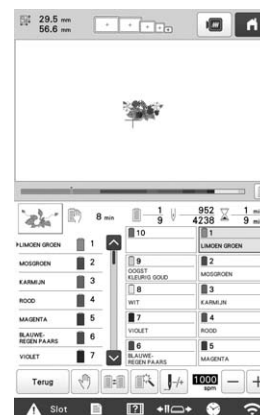 29.5 mm
56.6 mm
8 min
1
9
952
4238
1
9 min
LIMOEN GROEN 1
MOSGROEN 2
KARMIJN 3
ROOD 4
MAGENTA 5
BLAUWE-
REGEN PAARS 6
VIOLET 7
10
9
OOGST
KLEURIG GOUD
8
WIT
7
VIOLET
6
BLAUWE-
REGEN PAARS
1
LIMOEN GROEN
2
MOSGROEN
3
KARMIJN
4
ROOD
5
MAGENTA
Terug
1000
spm
Slot